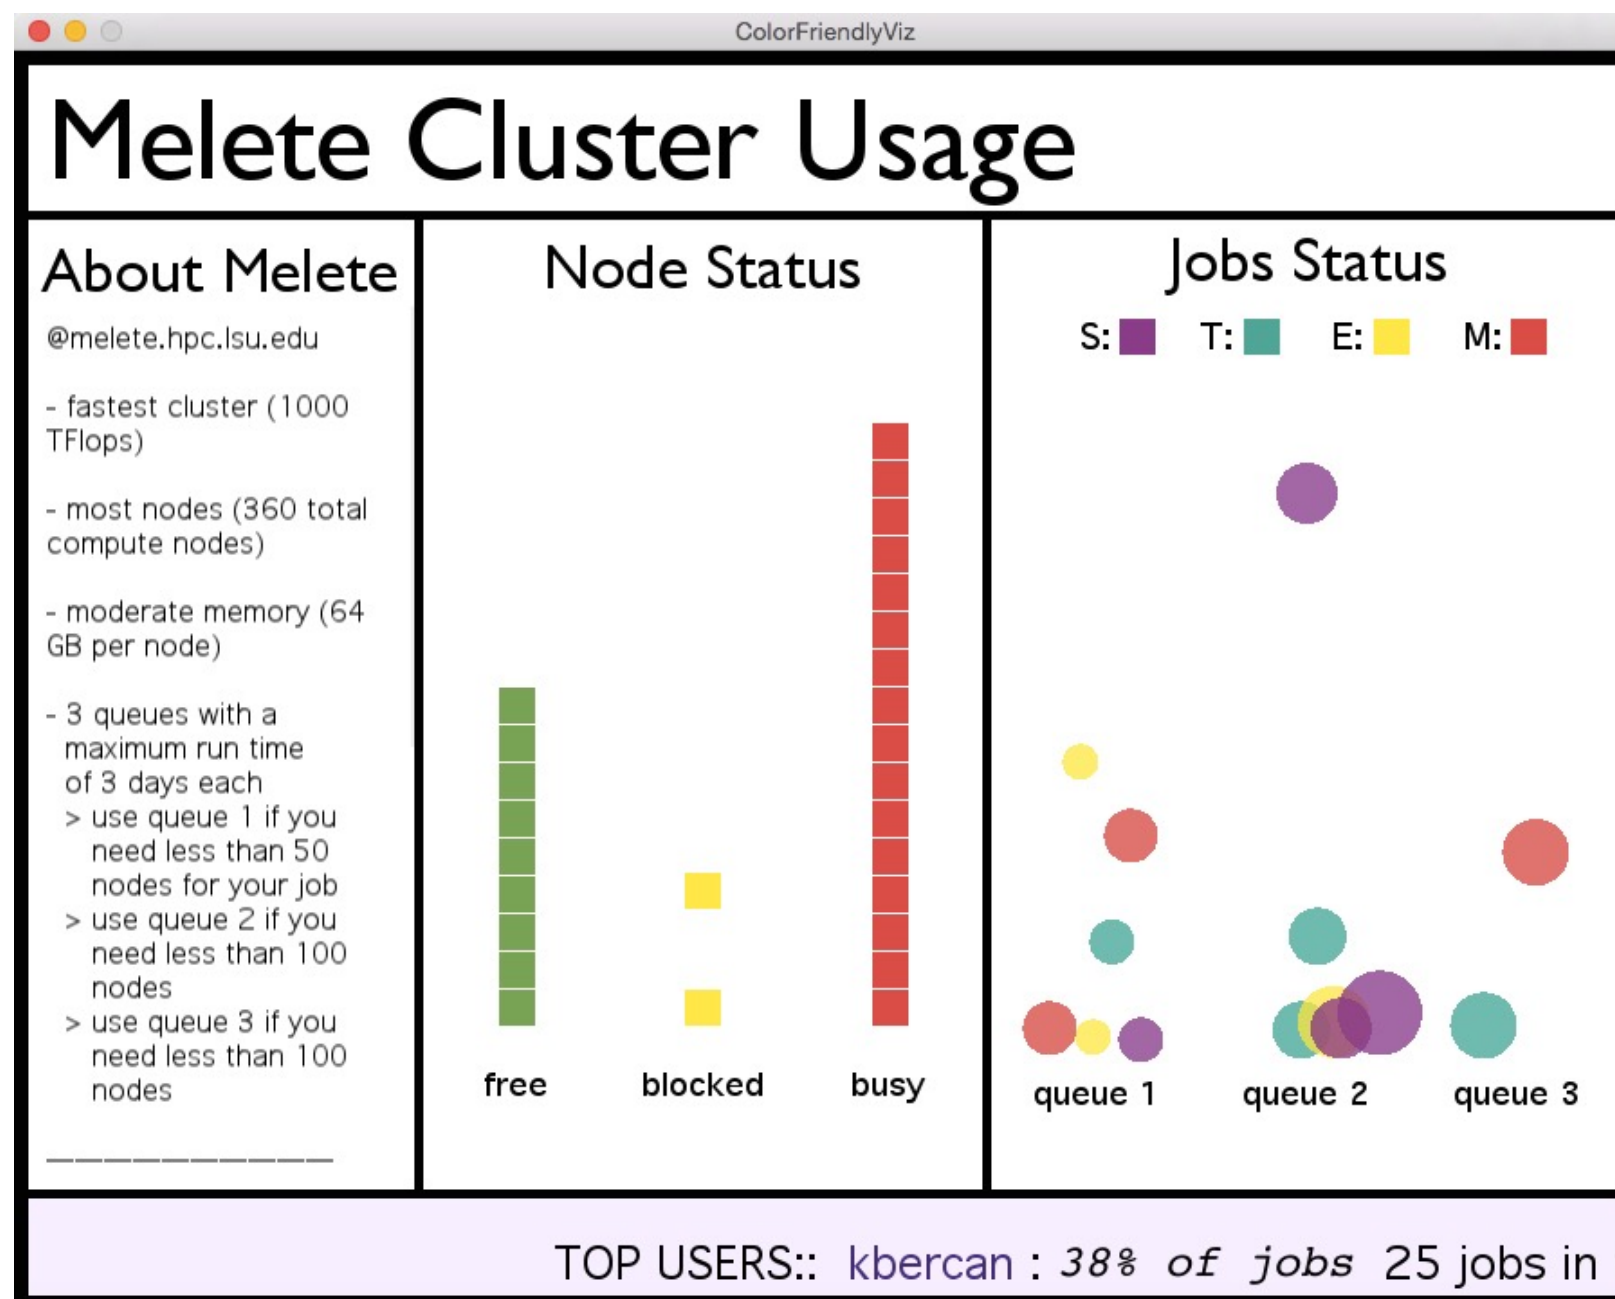 ColorFriendlyViz
Melete Cluster Usage
About Melete
@melete.hpc.lsu.edu
- fastest cluster (1000
TFlops)
- most nodes (360 total
compute nodes)
- moderate memory (64
GB per node)
- 3 queues with a
maximum run time
of 3 days each
> use queue 1 if you
need less than 50
nodes for your job
> use queue 2 if you
need less than 100
nodes
> use queue 3 if you
need less than 100
nodes
__________
Node Status
free blocked busy
Jobs Status
S: T: E: M:
queue 1 queue 2 queue 3
TOP USERS:: kbercan : 38% of jobs 25 jobs in